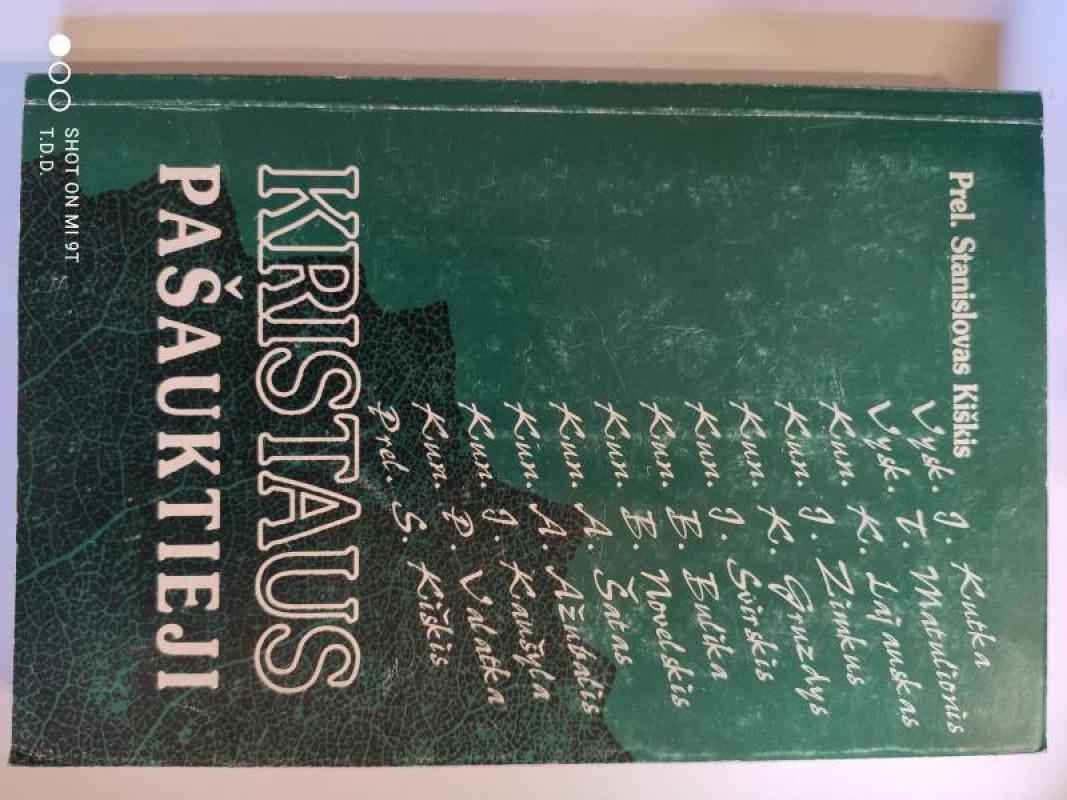 Prel. Stanislovas Kiškis
Vysk. J. Kutka
Vysk. T. Matulionis
Kun. K. Lajauskas
Kun. J. Zimkus
Kun. K. Gruzdys
Kun. J. Svirskis
Kun. B. Bulika
Kun. B. Novelskis
Kun. A. Šatas
Kun. A. Ažubalis
Kun. J. Kaušyla
Kun. P. Valatka
Prel. S. Kiškis
KRISTAUS
PAŠAUKTIEJI
SHOT ON MI 9T
T.D.D.